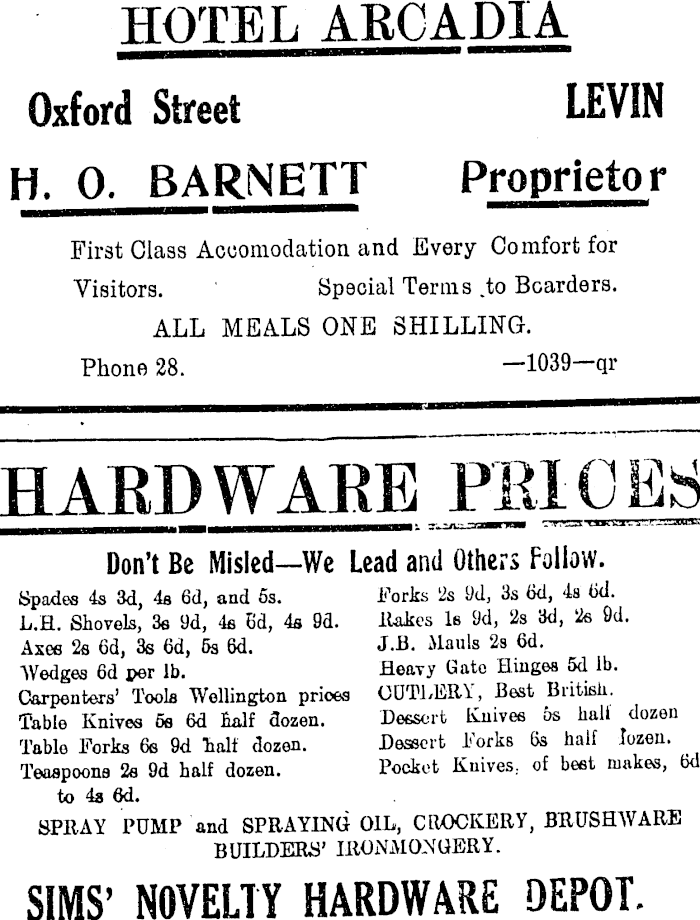 HOTEL ARCADIA
Oxford Street LEVIN
H. O. BARNETT Proprietor
First Class Accomodation and Every Comfort for
Visitors. Special Terms to Boarders.
ALL MEALS ONE SHILLING.
Phone 28. —1039—qr
HARDWARE PRICES
Don't Be Misled—We Lead and Others Follow.
Spades 4s 3d, 4s 6d, and 5s.
L.H. Shovels, 3s 9d, 4s 6d, 4s 9d.
Axes 2s 6d, 3s 6d, 5s 6d.
Wedges 6d per lb.
Carpenters' Tools Wellington prices
Table Knives 5s 6d half dozen.
Table Forks 6s 9d half dozen.
Teaspoons 2s 9d half dozen.
to 4s 6d.
Forks 2s 9d, 3s 6d, 4s 6d.
Rakes 1s 9d, 2s 3d, 2s 9d.
J.B. Mauls 2s 6d.
Heavy Gate Hinges 5d lb.
CUTLERY, Best British.
Dessert Knives 5s half dozen
Dessert Forks 6s half dozen.
Pocket Knives, of best makes, 6d
SPRAY PUMP and SPRAYING OIL, CROCKERY, BRUSHWARE
BUILDERS' IRONMONGERY.
SIMS' NOVELTY HARDWARE DEPOT.